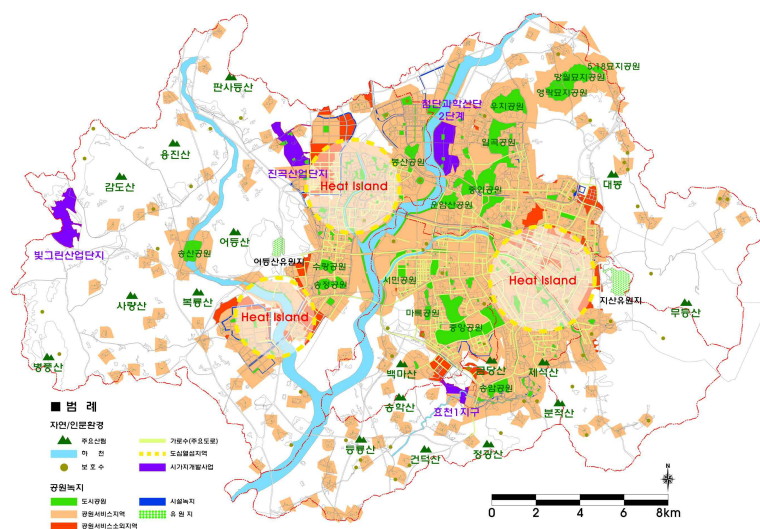 5.18묘지공원
망월묘지공원
영락묘지공원
판사등산
첨단과학산단
2단계
우치공원
용진산
일곡공원
봉산공원
진곡산업단지
Heat Island
감도산
중외공원
대봉
운암산공원
빛그린산업단지
어등산
송산공원
어등산유원지
수랑공원
송정공원
서민공원
Heat Island
사랑산
복룡산
지산유원지
무등산
마륵공원
Heat Island
중앙공원
병풍산
백마산
금당산
제석산
송암공원
효천1지구
송학산
분적산
등룡산
건덕산
정광산
■ 범 례
자연/인문환경
주요산림
가로수(주요도로)
하 천
도심열섬지역
보 호 수
시가지개발사업
공원녹지
도시공원
시설녹지
공원서비스지역
유 원 지
공원서비스소외지역
N
0 2 4 6 8km